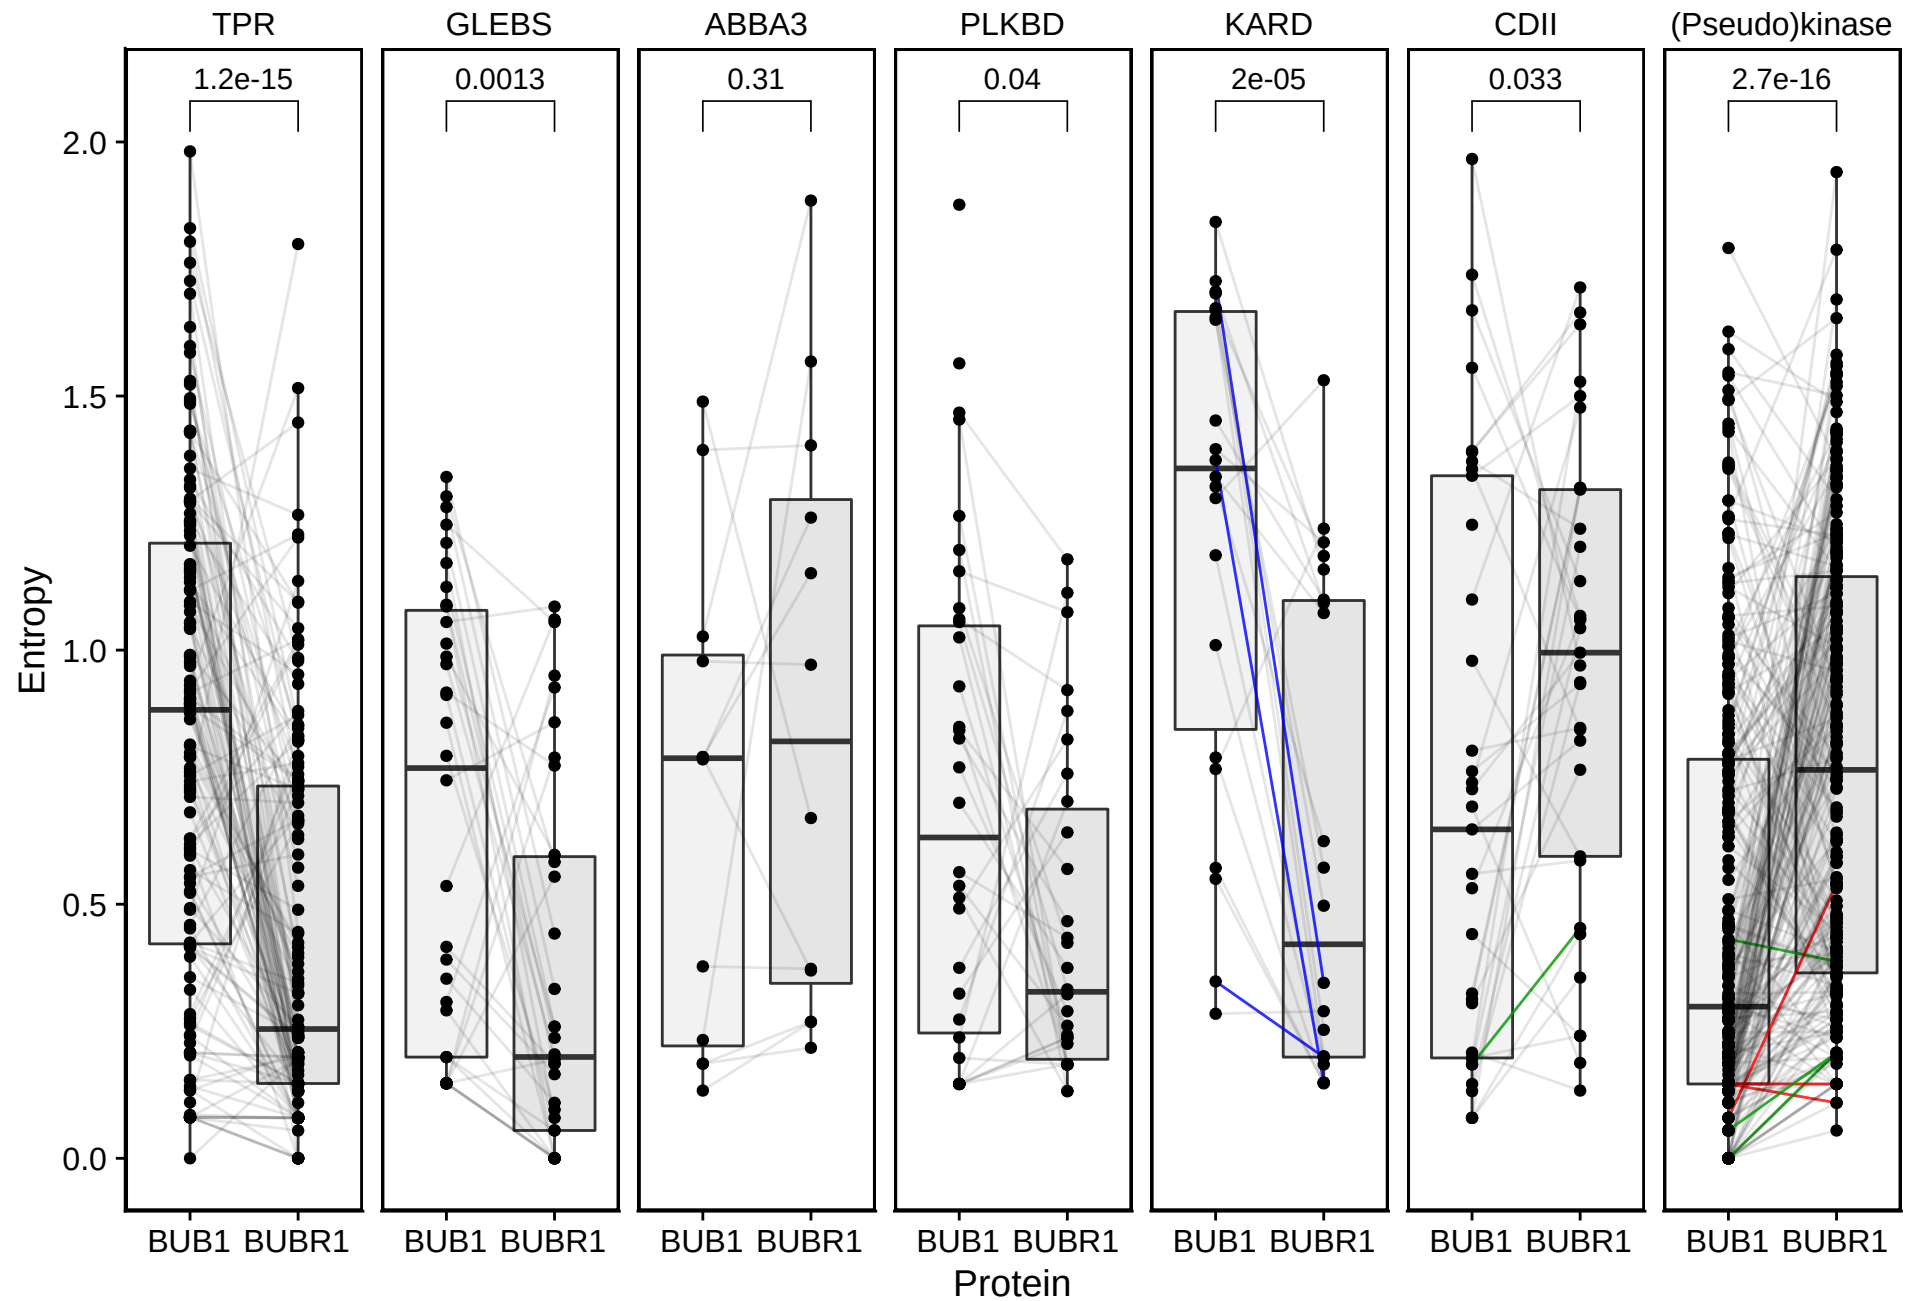 TPR GLEBS ABBA3 PLKBD KARD CDII (Pseudo)kinase
1.2e-15 0.0013 0.31 0.04 2e-05 0.033 2.7e-16
2.0
1.5
1.0
0.5
0.0
Entropy
BUB1 BUBR1 BUB1 BUBR1 BUB1 BUBR1 BUB1 BUBR1 BUB1 BUBR1 BUB1 BUBR1 BUB1 BUBR1
Protein